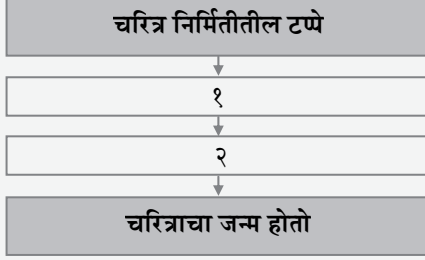 चरित्र निर्मितीतील टप्पे
१
२
चरित्राचा जन्म होतो